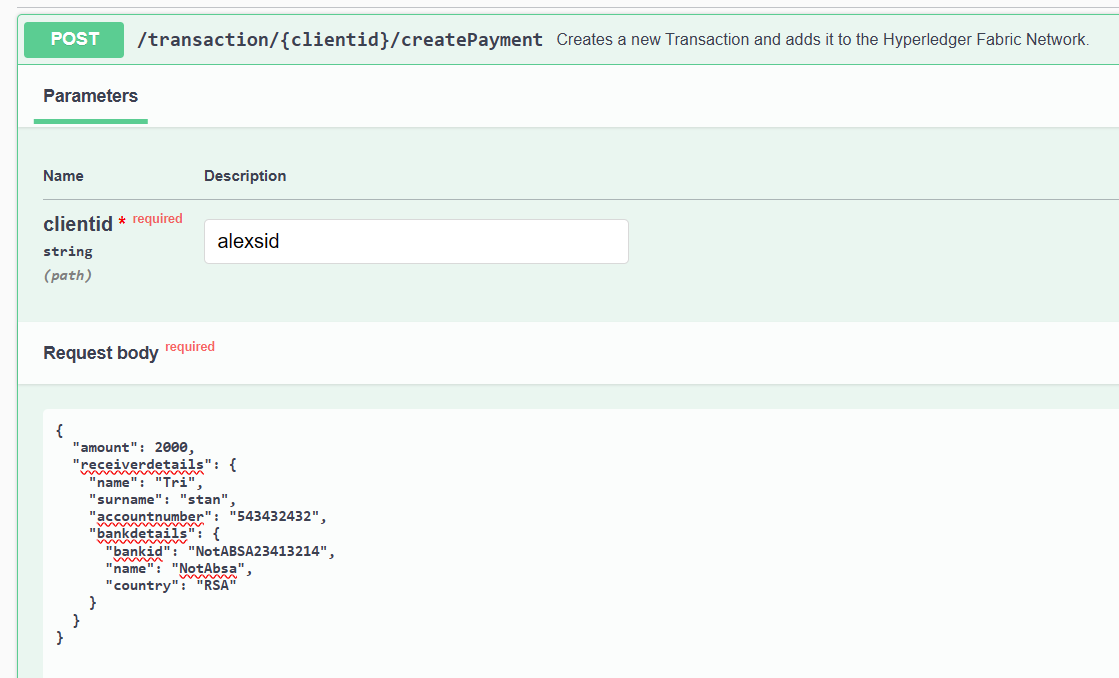 POST /transaction/{clientid}/createPayment Creates a new Transaction and adds it to the Hyperledger Fabric Network.
Parameters
Name Description
clientid * required
string
(path)
alexsid
Request body required
{
  "amount": 2000,
  "receiverdetails": {
    "name": "Tri",
    "surname": "stan",
    "accountnumber": "543432432",
    "bankdetails": {
      "bankid": "NotABSA23413214",
      "name": "NotAbsa",
      "country": "RSA"
    }
  }
}